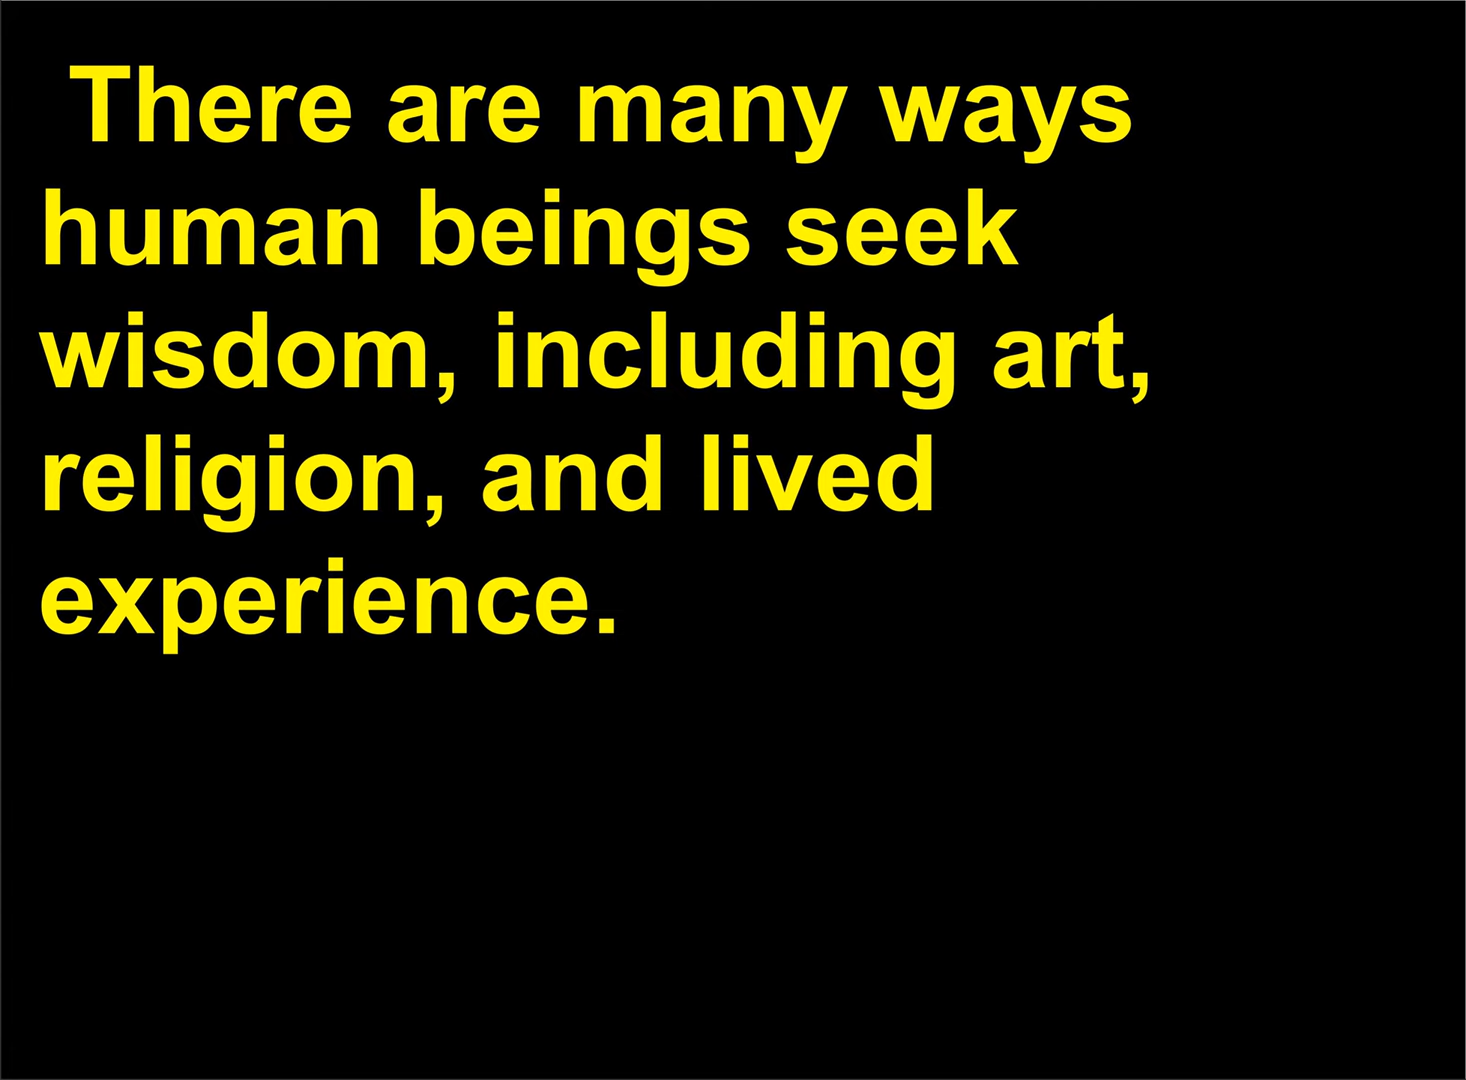 There are many ways
human beings seek
wisdom, including art,
religion, and lived
experience.